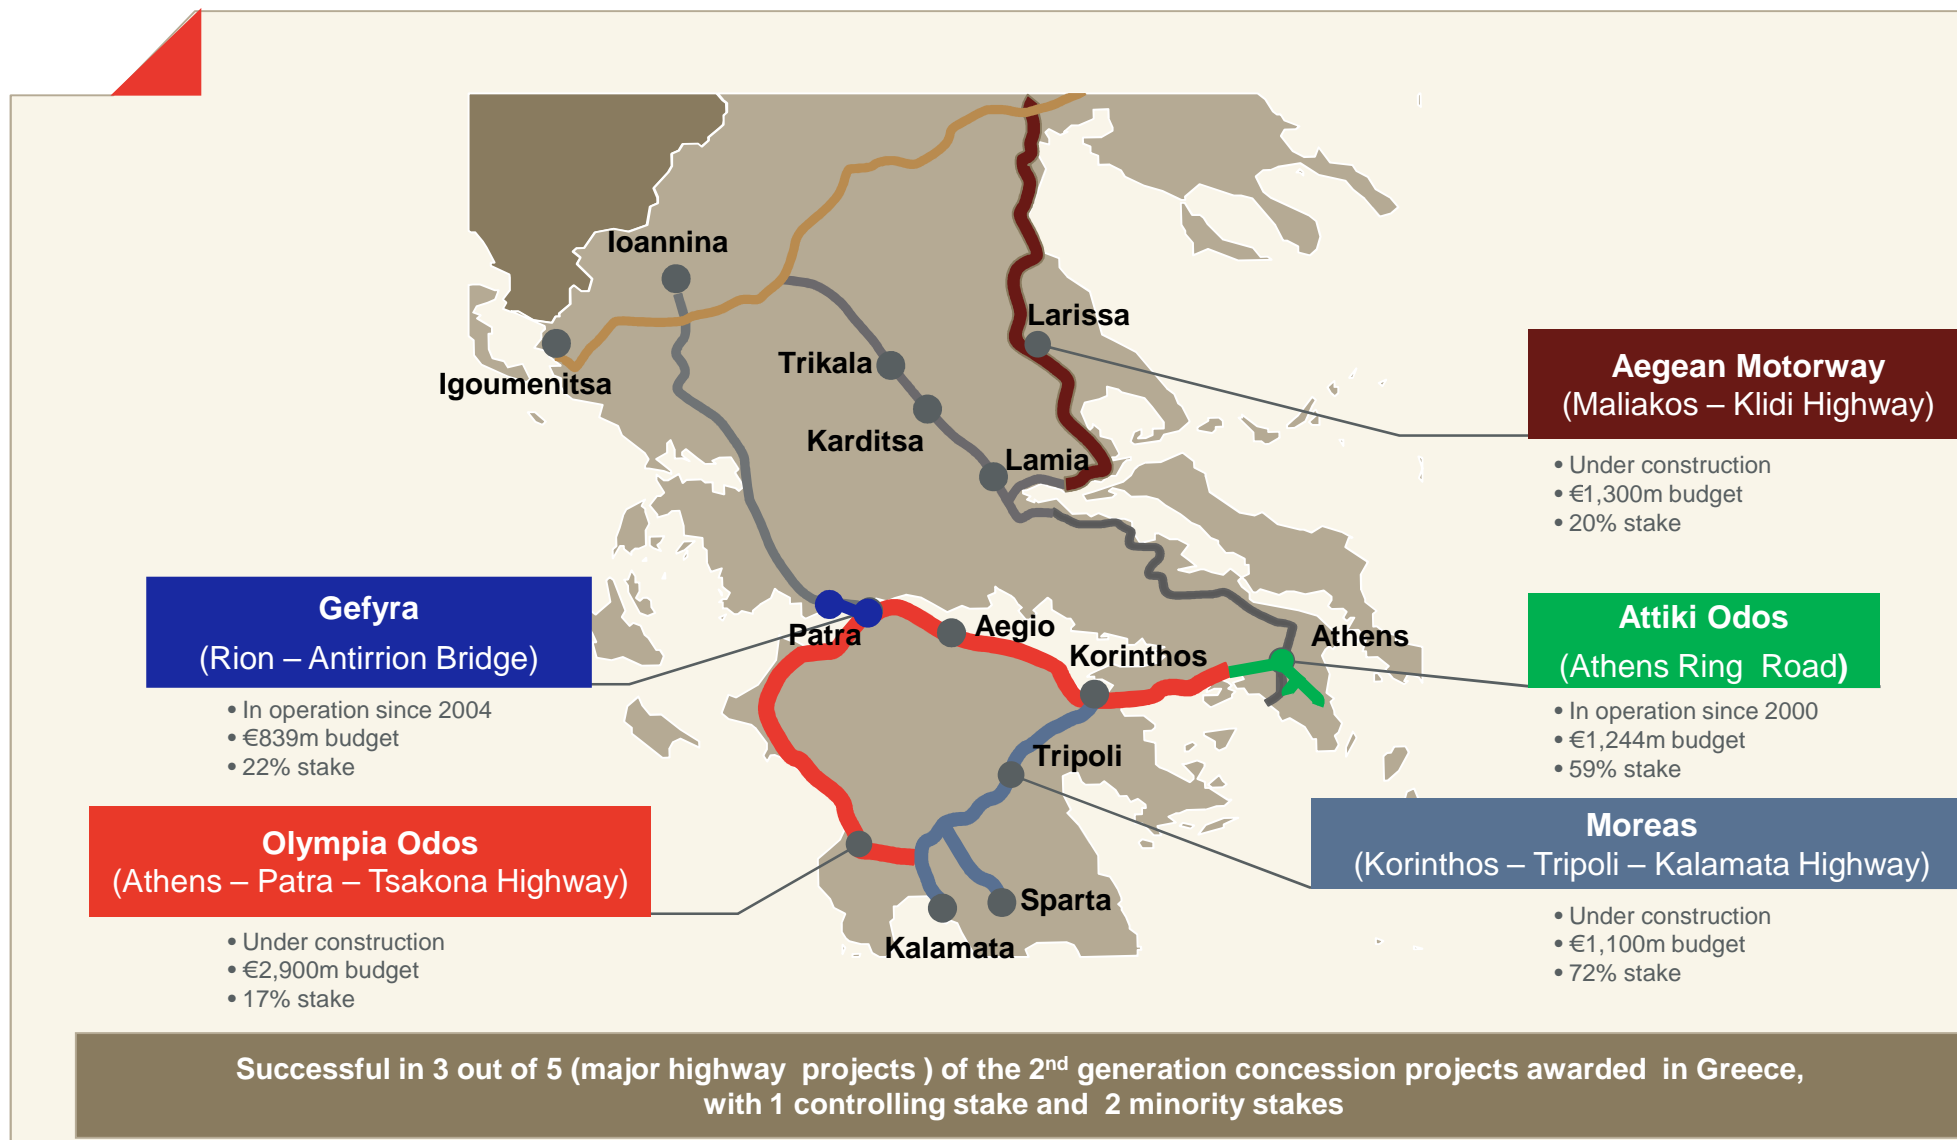 Ioannina
Larissa
Trikala
Igoumenitsa
Karditsa
Lamia
Patra
Aegio
Athens
Korinthos
Tripoli
Sparta
Kalamata
Aegean Motorway
(Maliakos – Klidi Highway)
• Under construction
• €1,300m budget
• 20% stake
Gefyra
(Rion – Antirrion Bridge)
• In operation since 2004
• €839m budget
• 22% stake
Attiki Odos
(Athens Ring Road)
• In operation since 2000
• €1,244m budget
• 59% stake
Olympia Odos
(Athens – Patra – Tsakona Highway)
• Under construction
• €2,900m budget
• 17% stake
Moreas
(Korinthos – Tripoli – Kalamata Highway)
• Under construction
• €1,100m budget
• 72% stake
Successful in 3 out of 5 (major highway projects ) of the 2nd generation concession projects awarded in Greece,
with 1 controlling stake and 2 minority stakes